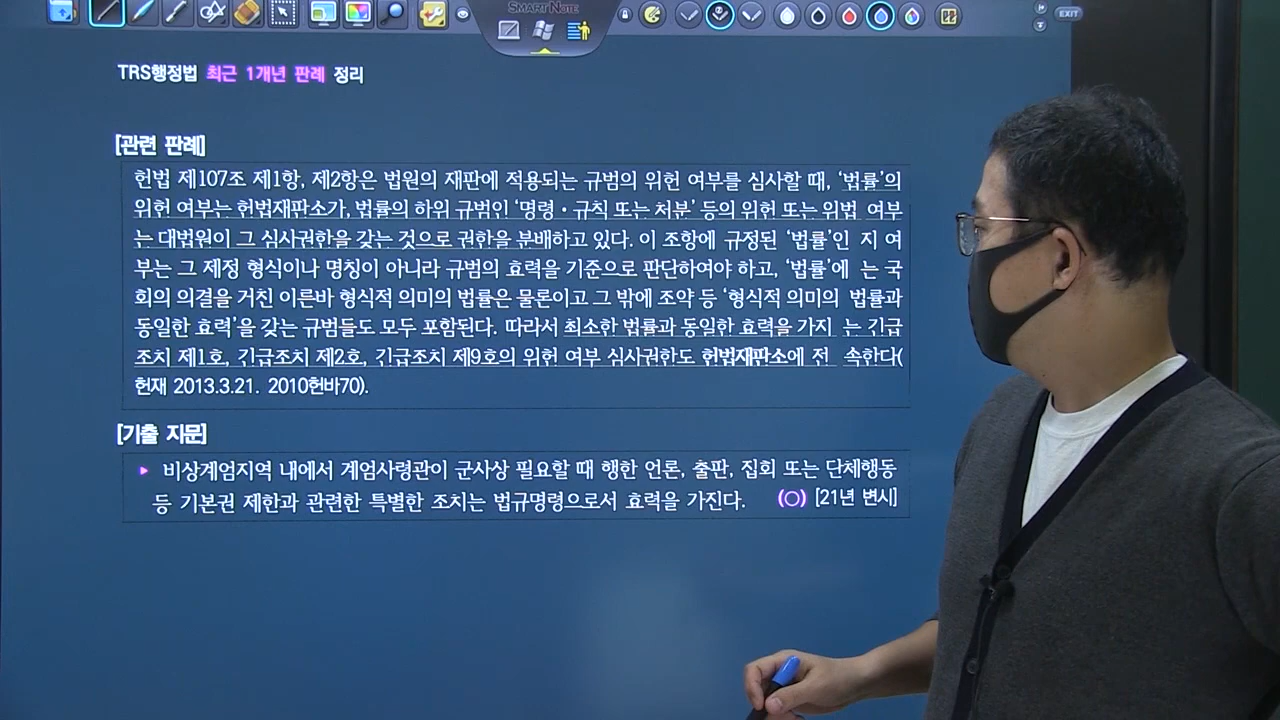 SMART NOTE
EXIT
TRS행정법 최근 1개년 판례 정리
[관련 판례]
헌법 제107조 제1항, 제2항은 법원의 재판에 적용되는 규범의 위헌 여부를 심사할 때, ‘법률’의
위헌 여부는 헌법재판소가, 법률의 하위 규범인 ‘명령·규칙 또는 처분’ 등의 위헌 또는 위법 여부
는 대법원이 그 심사권한을 갖는 것으로 권한을 분배하고 있다. 이 조항에 규정된 ‘법률’인 지 여
부는 그 제정 형식이나 명칭이 아니라 규범의 효력을 기준으로 판단하여야 하고, ‘법률’에 는 국
회의 의결을 거친 이른바 형식적 의미의 법률은 물론이고 그 밖에 조약 등 ‘형식적 의미의 법률과
동일한 효력’을 갖는 규범들도 모두 포함된다. 따라서 최소한 법률과 동일한 효력을 가지 는 긴급
조치 제1호, 긴급조치 제2호, 긴급조치 제9호의 위헌 여부 심사권한도 헌법재판소에 전 속한다(
헌재 2013.3.21. 2010헌바70).
[기출 지문]
▸ 비상계엄지역 내에서 계엄사령관이 군사상 필요할 때 행한 언론, 출판, 집회 또는 단체행동
등 기본권 제한과 관련한 특별한 조치는 법규명령으로서 효력을 가진다. (○) [21년 변시]